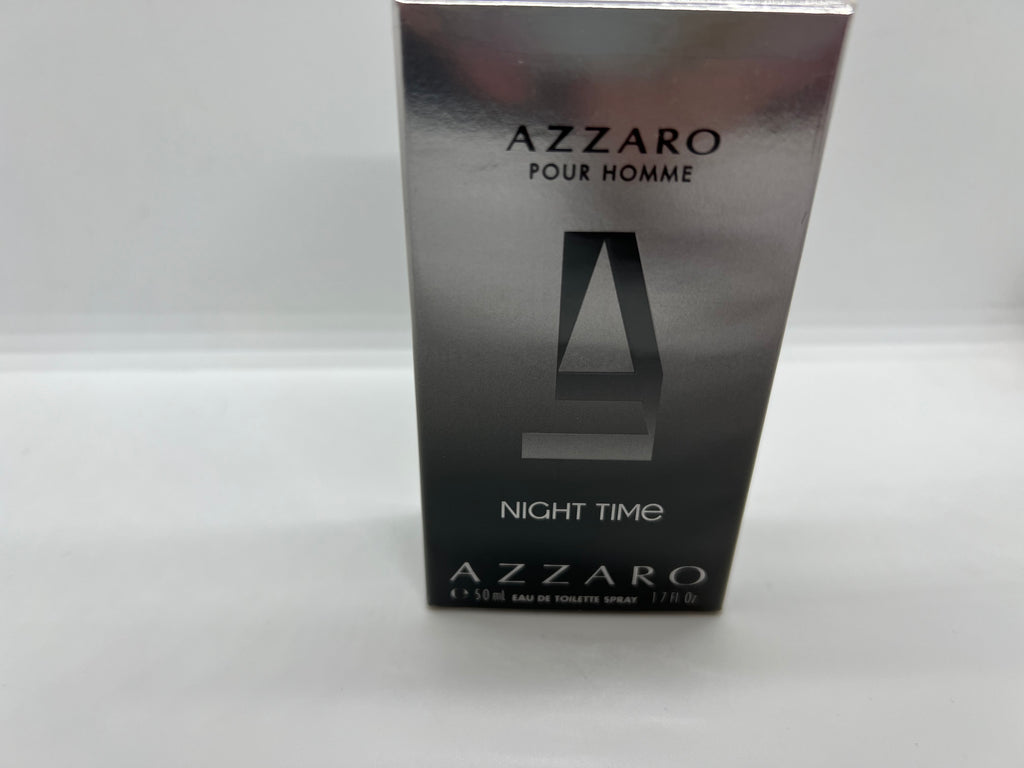 AZZARO
POUR HOMME
NIGHT TIME
AZZARO
℮ 50 ml EAU DE TOILETTE SPRAY 1.7 Fl. Oz.